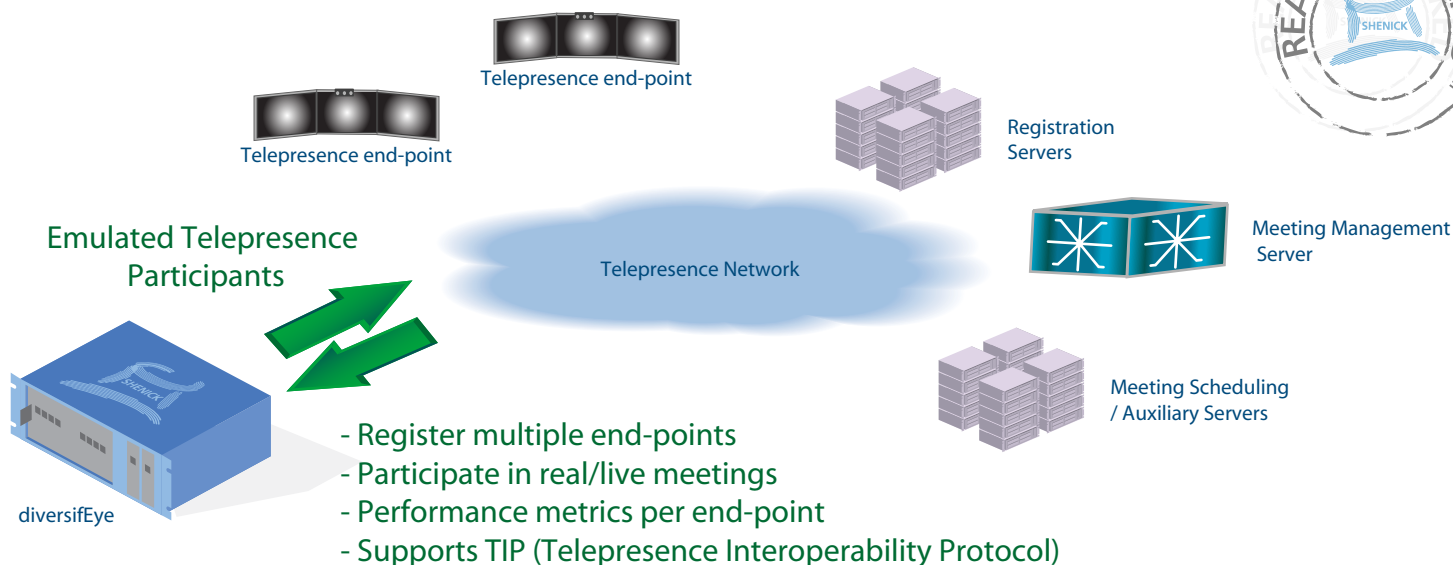 Telepresence end-point
Telepresence end-point
SHENICK
Registration
Servers
Emulated Telepresence
Participants
Telepresence Network
Meeting Management
Server
SHENICK
Meeting Scheduling
/ Auxiliary Servers
diversifEye
- Register multiple end-points
- Participate in real/live meetings
- Performance metrics per end-point
- Supports TIP (Telepresence Interoperability Protocol)